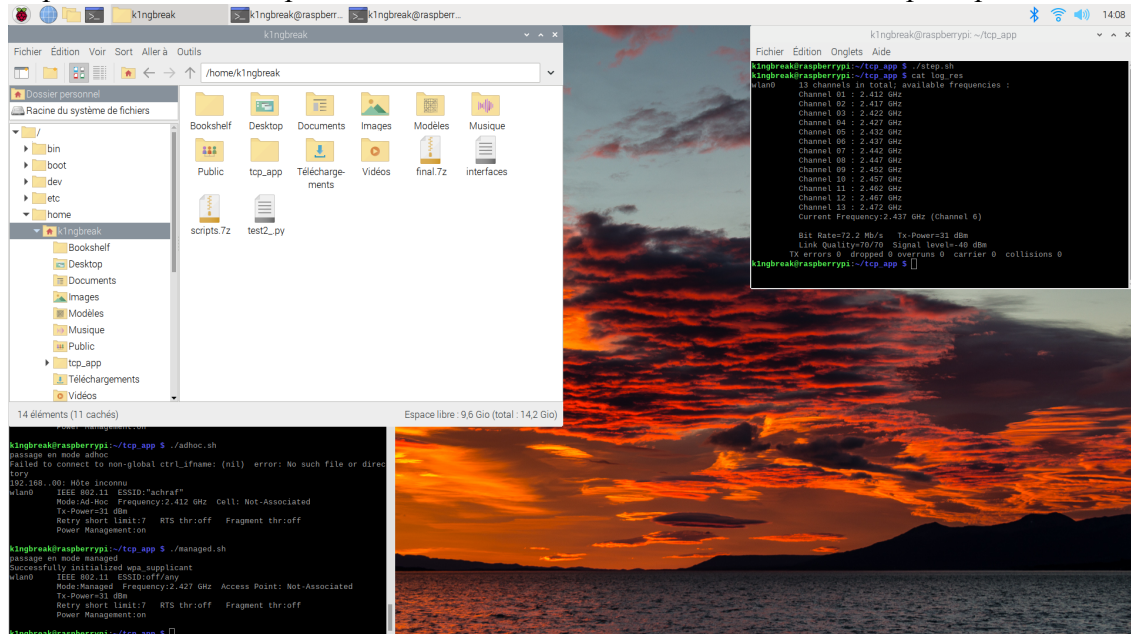 k1ngbreak
k1ngbreak@raspberr...
k1ngbreak@raspberr...
14:08
k1ngbreak
Fichier Édition Voir Sort Aller à Outils
/home/k1ngbreak
Dossier personnel
Racine du système de fichiers
/
bin
boot
dev
etc
home
k1ngbreak
Bookshelf
Desktop
Documents
Images
Modèles
Musique
Public
tcp_app
Téléchargements
Vidéos
Bookshelf Desktop Documents Images Modèles Musique
Public tcp_app Télécharge-
ments Vidéos final.7z interfaces
scripts.7z test2_.py
14 éléments (11 cachés) Espace libre : 9,6 Gio (total : 14,2 Gio)
k1ngbreak@raspberrypi: ~/tcp_app
Fichier Édition Onglets Aide
k1ngbreak@raspberrypi:~/tcp_app $ ./step.sh
k1ngbreak@raspberrypi:~/tcp_app $ cat log_res
wlan0 13 channels in total; available frequencies :
Channel 01 : 2.412 GHz
Channel 02 : 2.417 GHz
Channel 03 : 2.422 GHz
Channel 04 : 2.427 GHz
Channel 05 : 2.432 GHz
Channel 06 : 2.437 GHz
Channel 07 : 2.442 GHz
Channel 08 : 2.447 GHz
Channel 09 : 2.452 GHz
Channel 10 : 2.457 GHz
Channel 11 : 2.462 GHz
Channel 12 : 2.467 GHz
Channel 13 : 2.472 GHz
Current Frequency:2.437 GHz (Channel 6)
Bit Rate=72.2 Mb/s Tx-Power=31 dBm
Link Quality=70/70 Signal level=-40 dBm
TX errors 0 dropped 0 overruns 0 carrier 0 collisions 0
k1ngbreak@raspberrypi:~/tcp_app $
Power Management:on
k1ngbreak@raspberrypi:~/tcp_app $ ./adhoc.sh
passage en mode adhoc
Failed to connect to non-global ctrl_ifname: (nil) error: No such file or direc
tory
192.168..00: Hôte inconnu
wlan0 IEEE 802.11 ESSID:"achraf"
Mode:Ad-Hoc Frequency:2.412 GHz Cell: Not-Associated
Tx-Power=31 dBm
Retry short limit:7 RTS thr:off Fragment thr:off
Power Management:on
k1ngbreak@raspberrypi:~/tcp_app $ ./managed.sh
passage en mode managed
Successfully initialized wpa_supplicant
wlan0 IEEE 802.11 ESSID:off/any
Mode:Managed Frequency:2.427 GHz Access Point: Not-Associated
Tx-Power=31 dBm
Retry short limit:7 RTS thr:off Fragment thr:off
Power Management:on
k1ngbreak@raspberrypi:~/tcp_app $